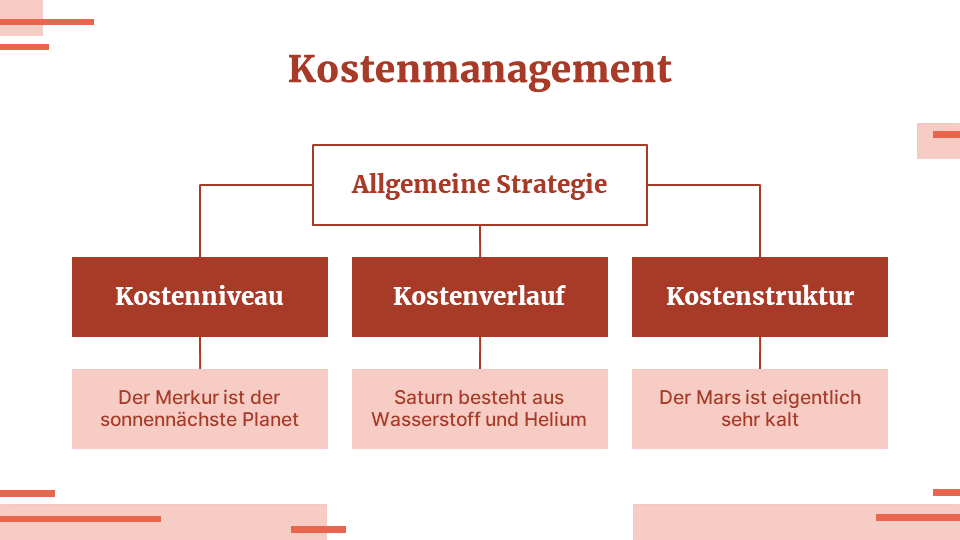 Kostenmanagement
Allgemeine Strategie
Kostenniveau
Kostenverlauf
Kostenstruktur
Der Merkur ist der
sonnennächste Planet
Saturn besteht aus
Wasserstoff und Helium
Der Mars ist eigentlich
sehr kalt